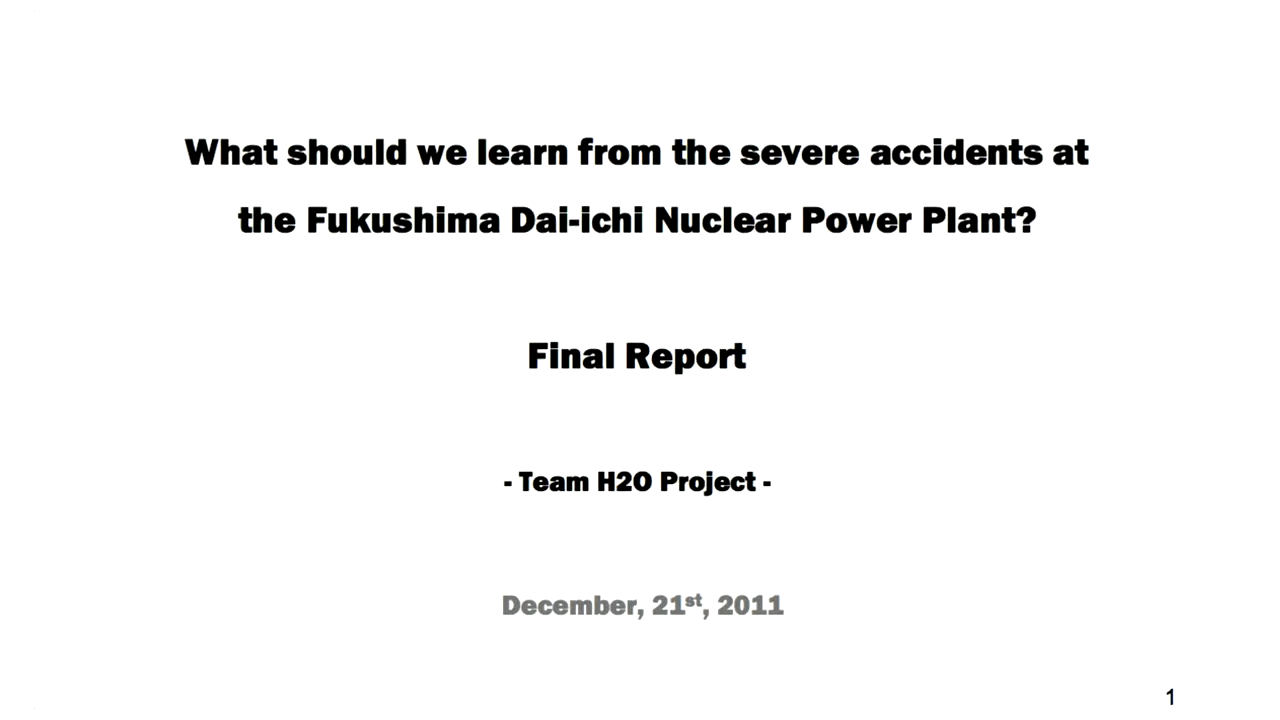 What should we learn from the severe accidents at
the Fukushima Dai-ichi Nuclear Power Plant?
Final Report
- Team H2O Project -
December, 21st, 2011
1